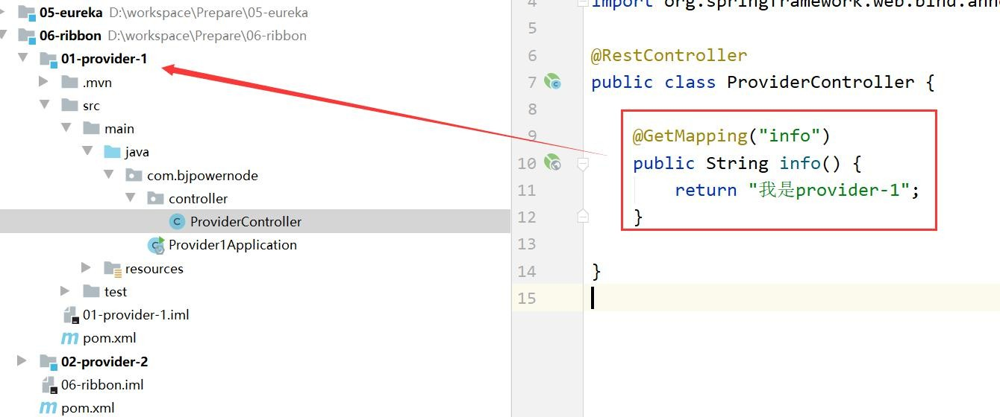 05-eureka D:\workspace\Prepare\05-eureka
06-ribbon D:\workspace\Prepare\06-ribbon
01-provider-1
.mvn
src
main
java
com.bjpowernode
controller
ProviderController
Provider1Application
resources
test
01-provider-1.iml
pom.xml
02-provider-2
06-ribbon.iml
pom.xml
4 import org.springframework.web.bind.anno
5
6 @RestController
7 public class ProviderController {
8
9 @GetMapping("info")
10 public String info() {
11 return "我是provider-1";
12 }
13
14 }
15